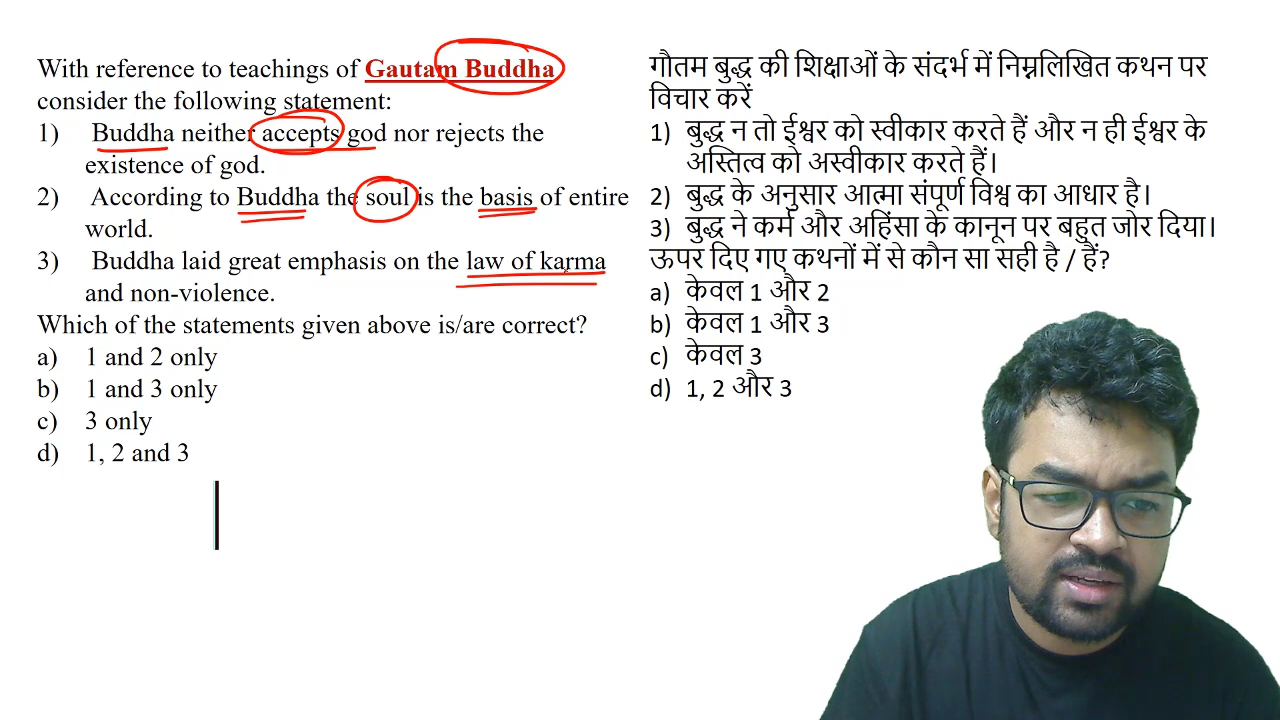 With reference to teachings of Gautam Buddha
consider the following statement:
1) Buddha neither accepts god nor rejects the
existence of god.
2) According to Buddha the soul is the basis of entire
world.
3) Buddha laid great emphasis on the law of karma
and non-violence.
Which of the statements given above is/are correct?
a) 1 and 2 only
b) 1 and 3 only
c) 3 only
d) 1, 2 and 3
गौतम बुद्ध की शिक्षाओं के संदर्भ में निम्नलिखित कथन पर
विचार करें
1) बुद्ध न तो ईश्वर को स्वीकार करते हैं और न ही ईश्वर के
अस्तित्व को अस्वीकार करते हैं।
2) बुद्ध के अनुसार आत्मा संपूर्ण विश्व का आधार है।
3) बुद्ध ने कर्म और अहिंसा के कानून पर बहुत जोर दिया।
ऊपर दिए गए कथनों में से कौन सा सही है / हैं?
a) केवल 1 और 2
b) केवल 1 और 3
c) केवल 3
d) 1, 2 और 3